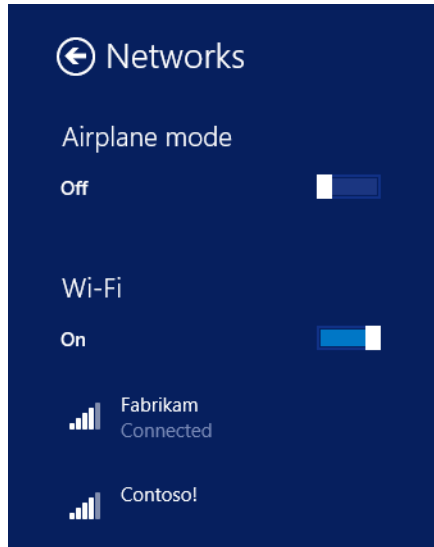 Networks
Airplane mode
Off
Wi-Fi
On
Fabrikam
Connected
Contoso!